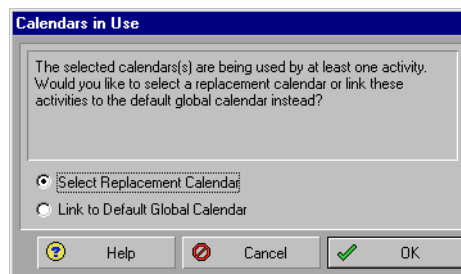 Calendars in Use
The selected calendars(s) are being used by at least one activity.
Would you like to select a replacement calendar or link these
activities to the default global calendar instead?
Select Replacement Calendar
Link to Default Global Calendar
? Help Cancel OK